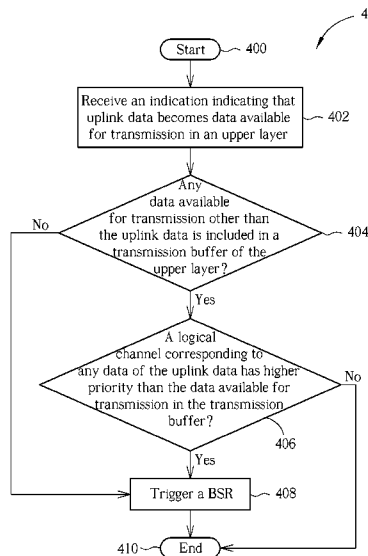 4
Start
400
Receive an indication indicating that
uplink data becomes data available
for transmission in an upper layer
402
Any
data available
for transmission other than
the uplink data is included in a
transmission buffer of the
upper layer?
404
No
Yes
A logical
channel corresponding to
any data of the uplink data has higher
priority than the data available for
transmission in the transmission
buffer?
406
No
Yes
Trigger a BSR
408
410
End